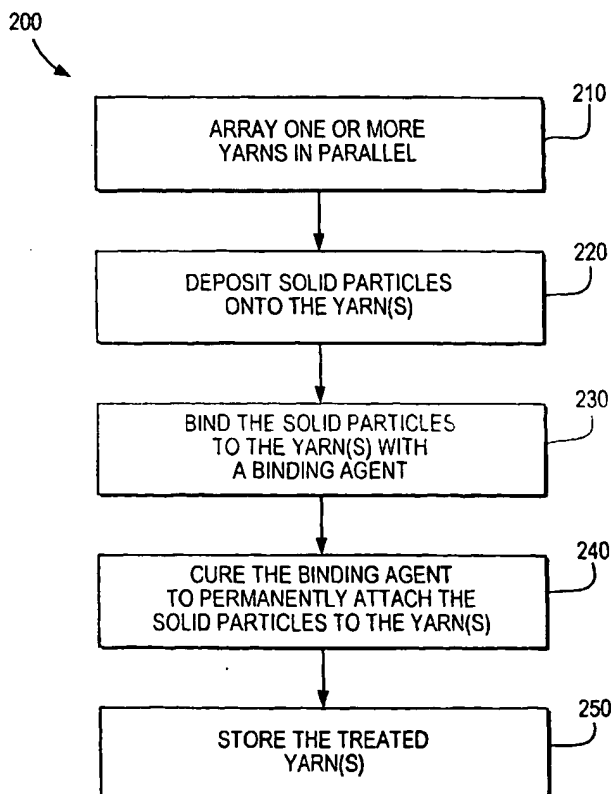 200
210
ARRAY ONE OR MORE
YARNS IN PARALLEL
220
DEPOSIT SOLID PARTICLES
ONTO THE YARN(S)
230
BIND THE SOLID PARTICLES
TO THE YARN(S) WITH
A BINDING AGENT
240
CURE THE BINDING AGENT
TO PERMANENTLY ATTACH THE
SOLID PARTICLES TO THE YARN(S)
250
STORE THE TREATED
YARN(S)